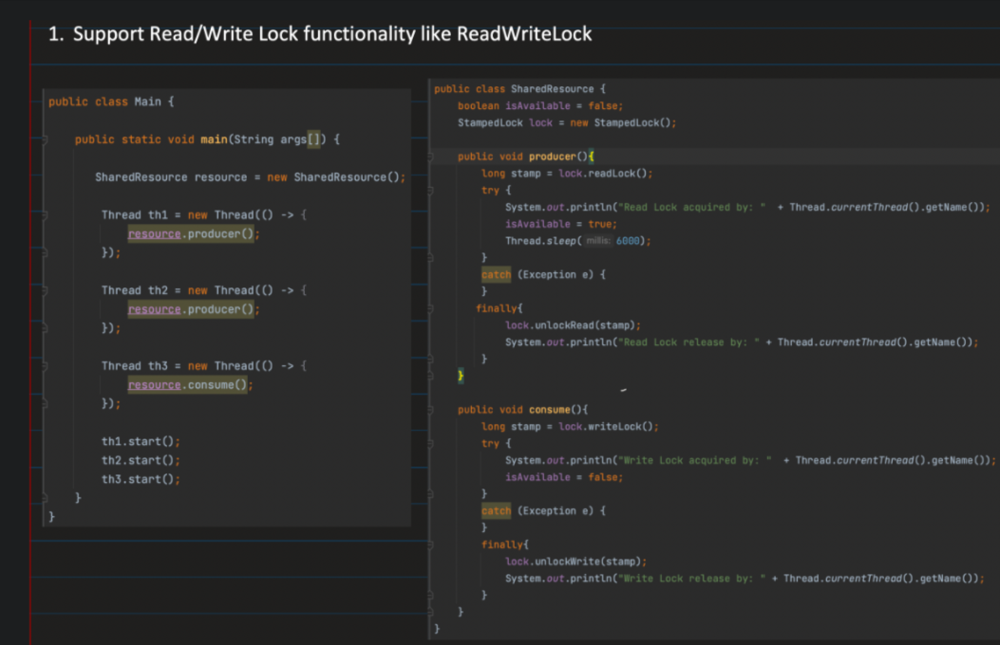 1. Support Read/Write Lock functionality like ReadWriteLock
public class Main {
public static void main(String args[]) {
SharedResource resource = new SharedResource();
Thread th1 = new Thread(() -> {
resource.producer();
});
Thread th2 = new Thread(() -> {
resource.producer();
});
Thread th3 = new Thread(() -> {
resource.consume();
});
th1.start();
th2.start();
th3.start();
}
}
public class SharedResource {
boolean isAvailable = false;
StampedLock lock = new StampedLock();
public void producer(){
long stamp = lock.readLock();
try {
System.out.println("Read Lock acquired by: " + Thread.currentThread().getName());
isAvailable = true;
Thread.sleep( millis: 6000);
}
catch (Exception e) {
}
finally{
lock.unlockRead(stamp);
System.out.println("Read Lock release by: " + Thread.currentThread().getName());
}
}
public void consume(){
long stamp = lock.writeLock();
try {
System.out.println("Write Lock acquired by: " + Thread.currentThread().getName());
isAvailable = false;
}
catch (Exception e) {
}
finally{
lock.unlockWrite(stamp);
System.out.println("Write Lock release by: " + Thread.currentThread().getName());
}
}
}